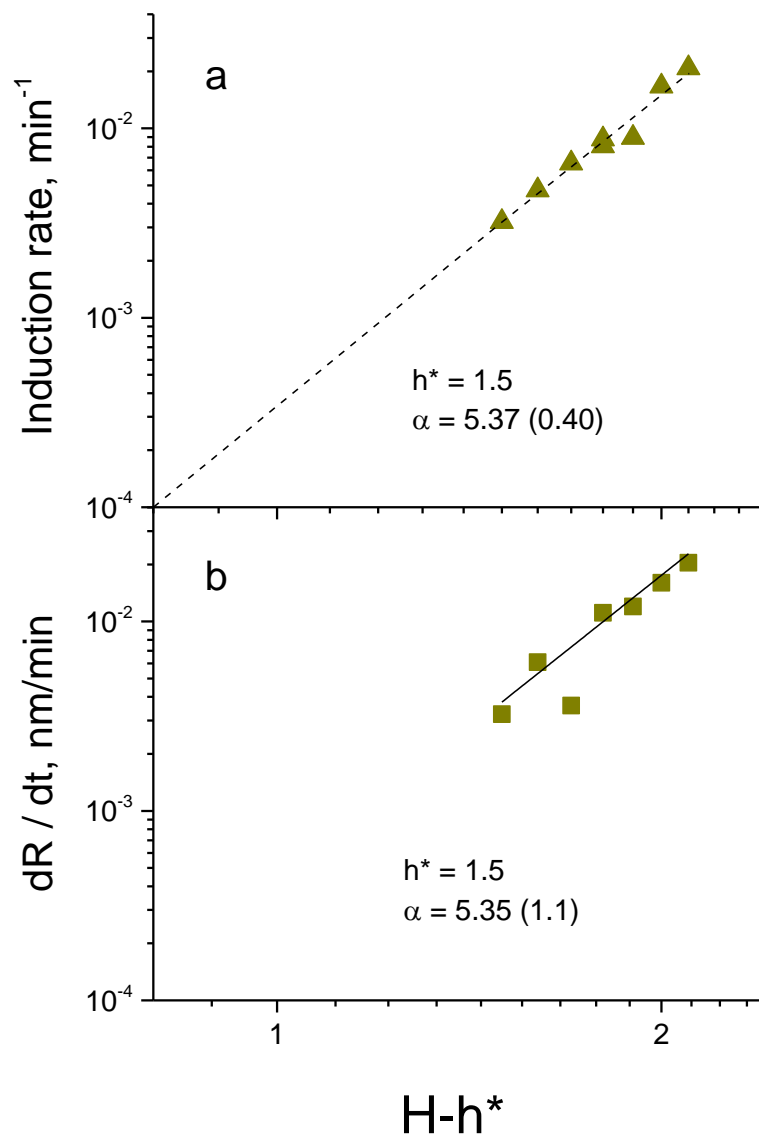 a
Induction rate, min⁻¹
10⁻²
10⁻³
10⁻⁴
h* = 1.5
α = 5.37 (0.40)
b
dR / dt, nm/min
10⁻²
10⁻³
10⁻⁴
h* = 1.5
α = 5.35 (1.1)
1 2
H-h*